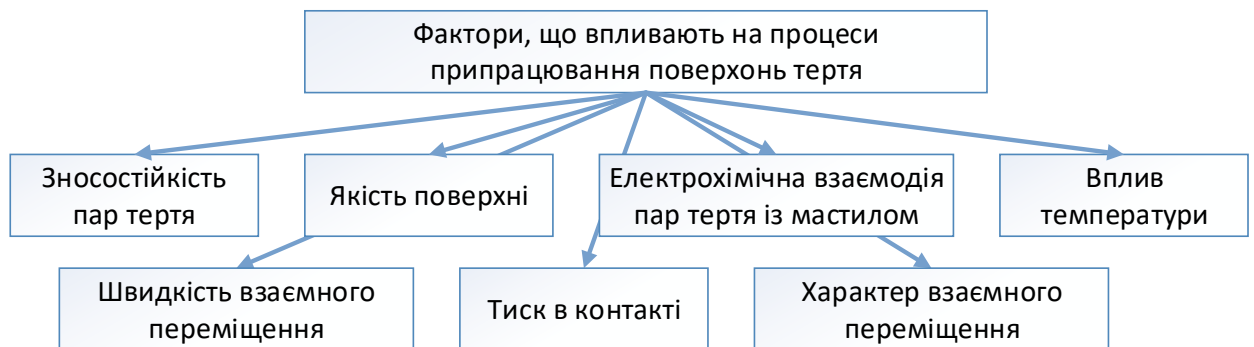 Фактори, що впливають на процеси
припрацювання поверхонь тертя
Зносостійкість
пар тертя
Якість поверхні
Електрохімічна взаємодія
пар тертя із мастилом
Вплив
температури
Швидкість взаємного
переміщення
Тиск в контакті
Характер взаємного
переміщення